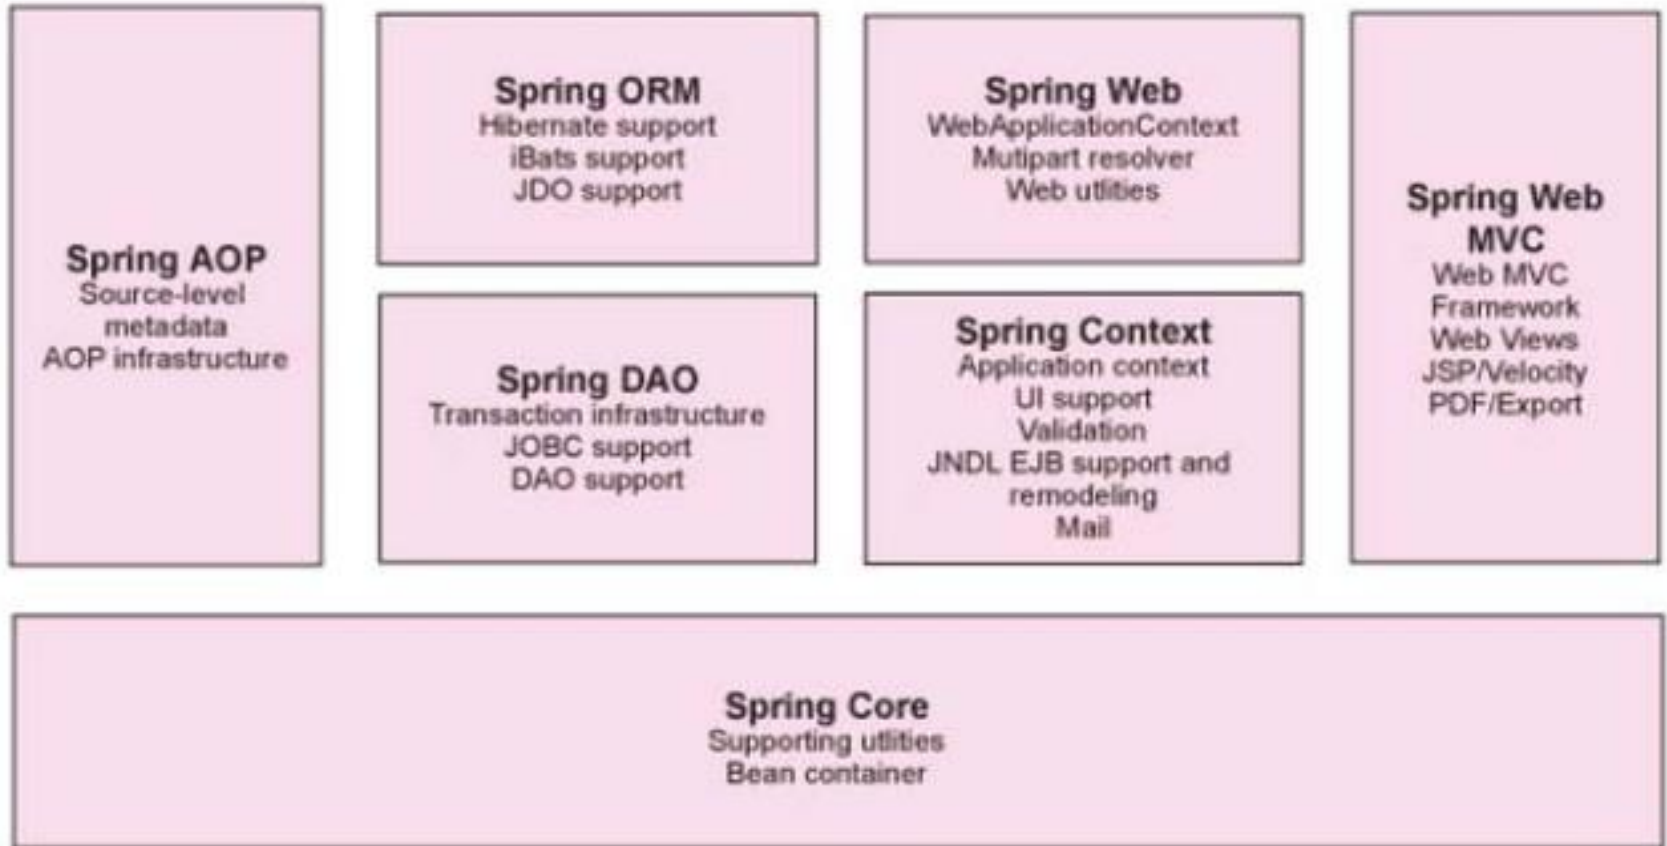 Spring AOP
Source-level
metadata
AOP infrastructure
Spring ORM
Hibernate support
iBats support
JDO support
Spring DAO
Transaction infrastructure
JOBC support
DAO support
Spring Web
WebApplicationContext
Mutipart resolver
Web utlities
Spring Context
Application context
UI support
Validation
JNDL EJB support and
remodeling
Mail
Spring Web
MVC
Web MVC
Framework
Web Views
JSP/Velocity
PDF/Export
Spring Core
Supporting utlities
Bean container